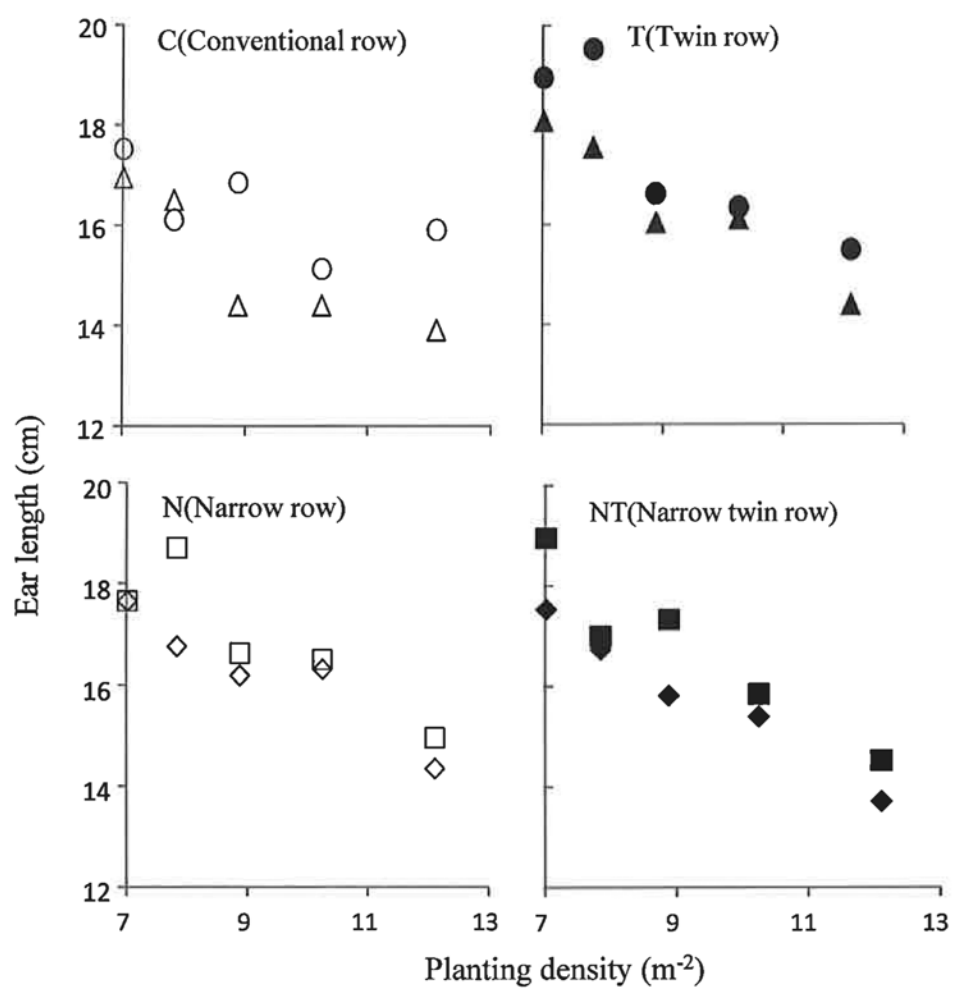 20
18
16
14
12
C(Conventional row)
T(Twin row)
Ear length (cm)
20
18
16
14
12
N(Narrow row)
NT(Narrow twin row)
7 9 11 13
7 9 11 13
Planting density (m⁻²)